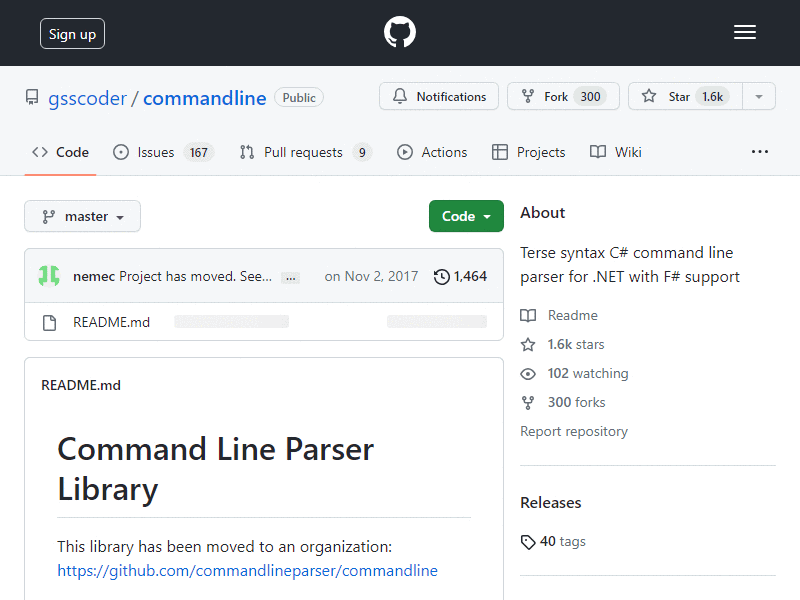 Sign up
gsscoder / commandline Public
Notifications
Fork 300
Star 1.6k
Code
Issues 167
Pull requests 9
Actions
Projects
Wiki
master
Code
nemec Project has moved. See... ... on Nov 2, 2017 1,464
README.md
README.md
Command Line Parser
Library
This library has been moved to an organization:
https://github.com/commandlineparser/commandline
About
Terse syntax C# command line
parser for .NET with F# support
Readme
1.6k stars
102 watching
300 forks
Report repository
Releases
40 tags